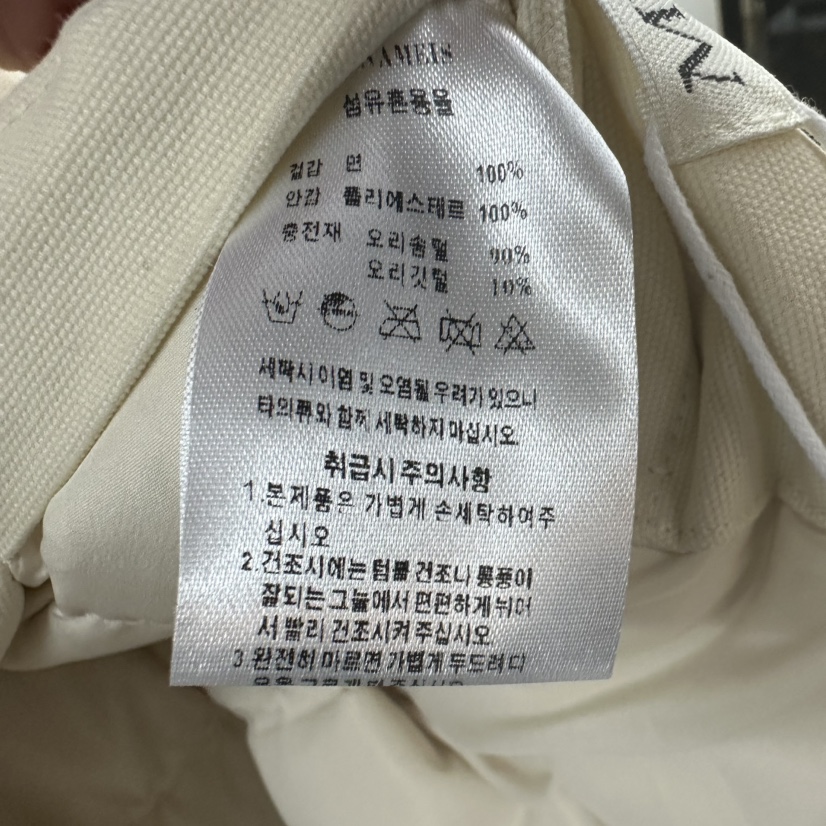 NAMEIS
섬유혼용율
겉감 면 100%
안감 폴리에스테르 100%
충전재 오리솜털 90%
오리깃털 10%
세탁시 이염 및 오염될 우려가 있으니
타의류와 함께 세탁하지 마십시오
취급시 주의사항
1.본제품은 가볍게 손세탁하여주
십시오
2.건조시에는 텀블 건조나 통풍이
잘되는 그늘에서 편편하게 뉘어
서 빨리 건조시켜 주십시오
3 완전히 마르면 가볍게 두드려 디